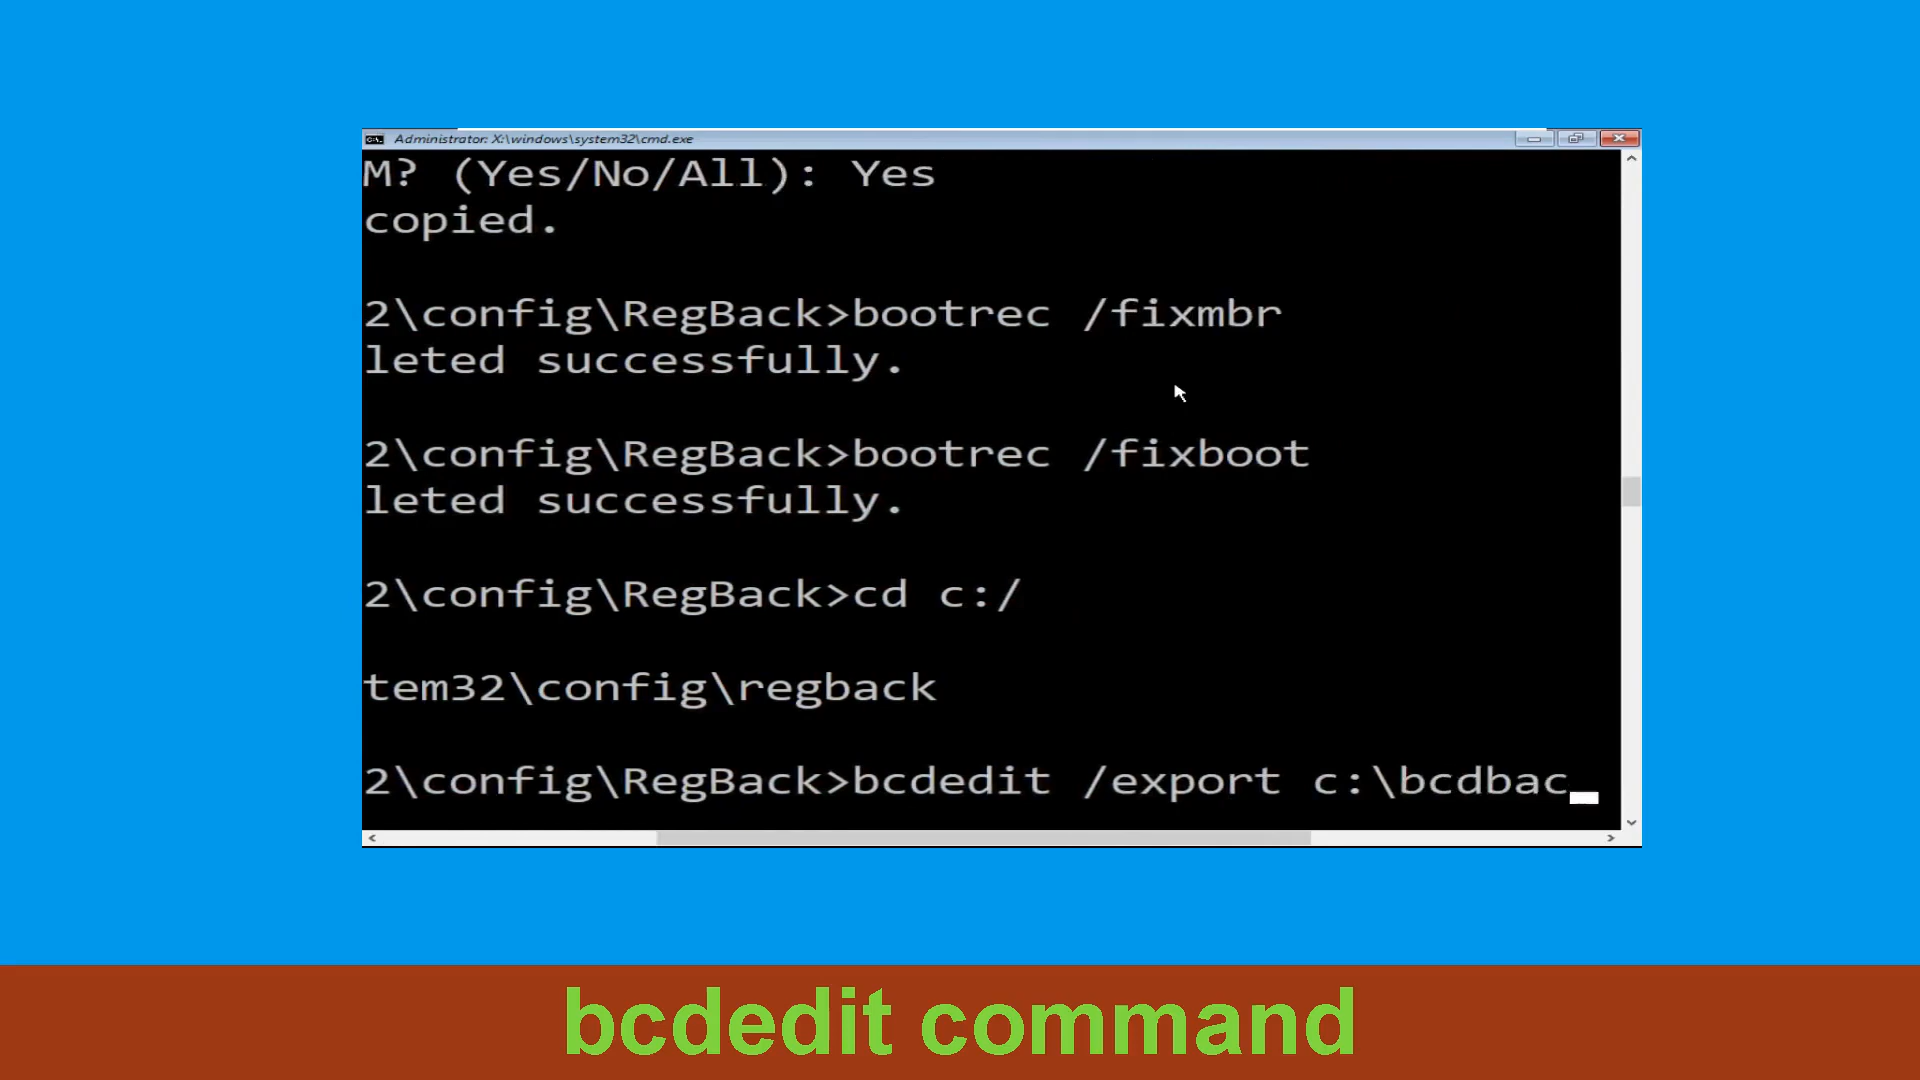 Administrator: X:\windows\system32\cmd.exe
M? (Yes/No/All): Yes
copied.
2\config\RegBack>bootrec /fixmbr
leted successfully.
2\config\RegBack>bootrec /fixboot
leted successfully.
2\config\RegBack>cd c:/
tem32\config\regback
2\config\RegBack>bcdedit /export c:\bcdbac
bcdedit command